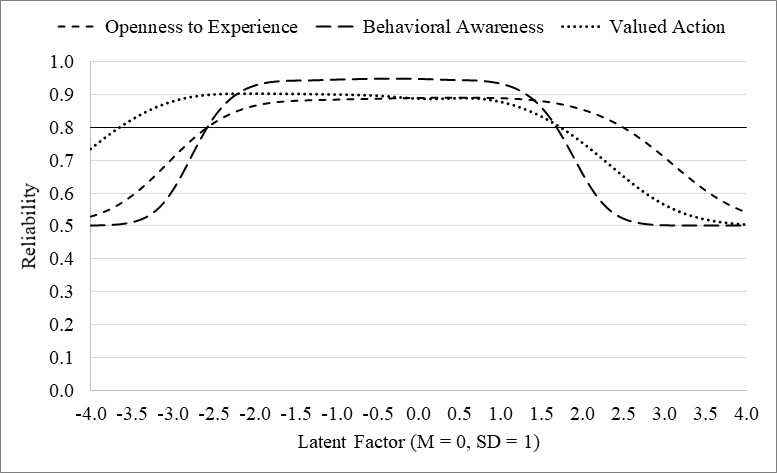 Openness to Experience Behavioral Awareness Valued Action
1.0
0.9
0.8
0.7
0.6
0.5
0.4
0.3
0.2
0.1
0.0
Reliability
-4.0 -3.5 -3.0 -2.5 -2.0 -1.5 -1.0 -0.5 0.0 0.5 1.0 1.5 2.0 2.5 3.0 3.5 4.0
Latent Factor (M = 0, SD = 1)